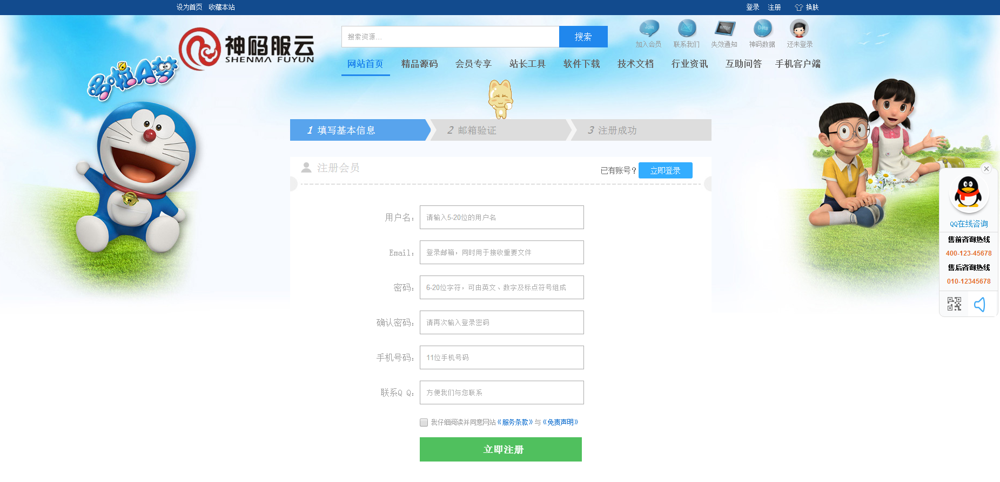 设为首页 收藏本站 登录 注册 换肤
哆啦A梦
神码服云
SHENMA FUYUN
搜索资源... 搜索
Join error Data
加入会员 联系我们 失效通知 神码数据 还未登录
网站首页 精品源码 会员专享 站长工具 软件下载 技术文档 行业资讯 互助问答 手机客户端
1 填写基本信息 2 邮箱验证 3 注册成功
注册会员 已有账号? 立即登录
用户名: 请输入5-20位的用户名
Email: 登录邮箱，同时用于接收重要文件
密码: 6-20位字符，可由英文、数字及标点符号组成
确认密码: 请再次输入登录密码
手机号码: 11位手机号码
联系Q Q: 方便我们与您联系
我仔细阅读并同意网站《服务条款》与《免责声明》
立即注册
QQ在线咨询
售前咨询热线
400-123-45678
售后咨询热线
010-12345678